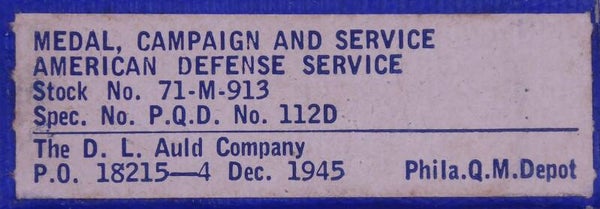 MEDAL, CAMPAIGN AND SERVICE
AMERICAN DEFENSE SERVICE
Stock No. 71-M-913
Spec. No. P.Q.D. No. 112D
The D. L. Auld Company
P.O. 18215—4 Dec. 1945 Phila.Q.M.Depot